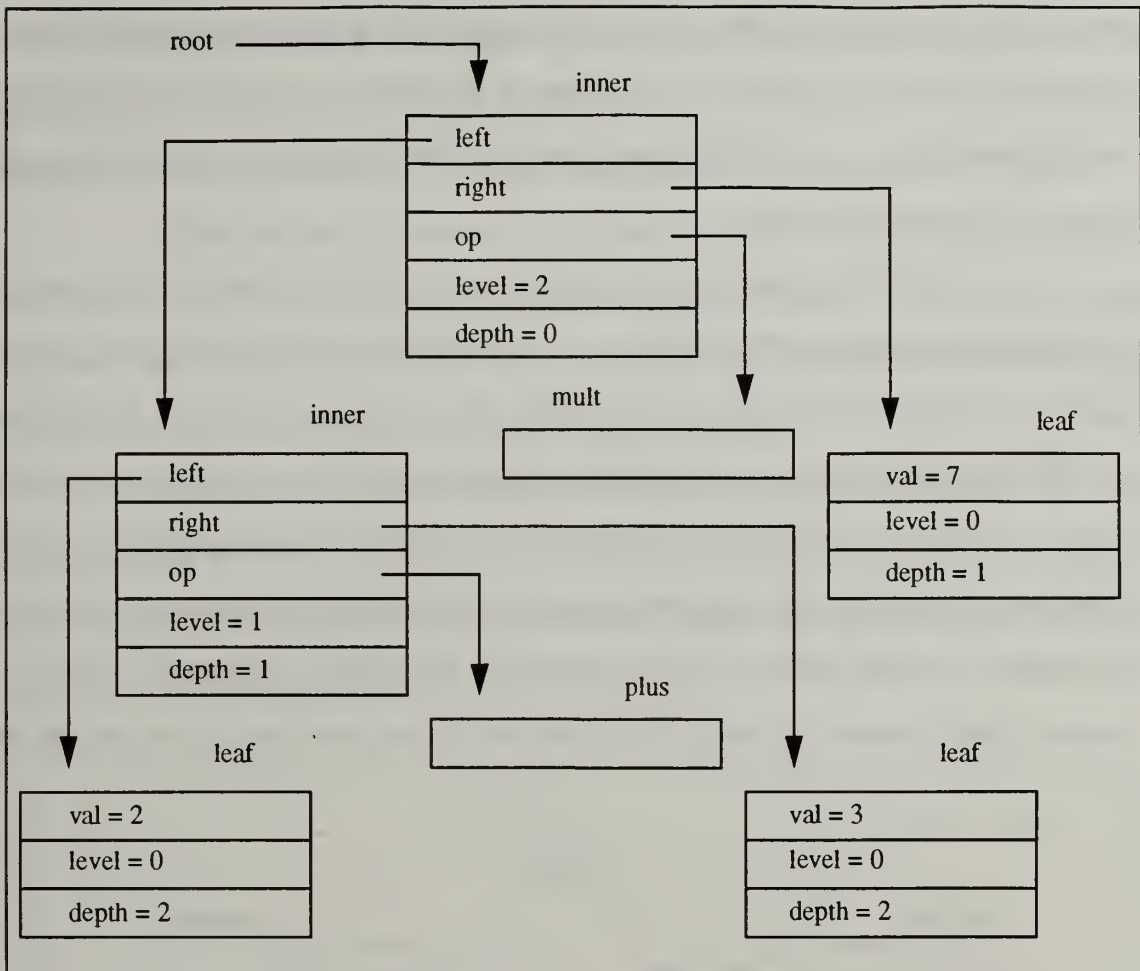 root
inner
left
right
op
level = 2
depth = 0
mult
inner
leaf
left
right
op
level = 1
depth = 1
val = 7
level = 0
depth = 1
plus
leaf
leaf
val = 2
level = 0
depth = 2
val = 3
level = 0
depth = 2